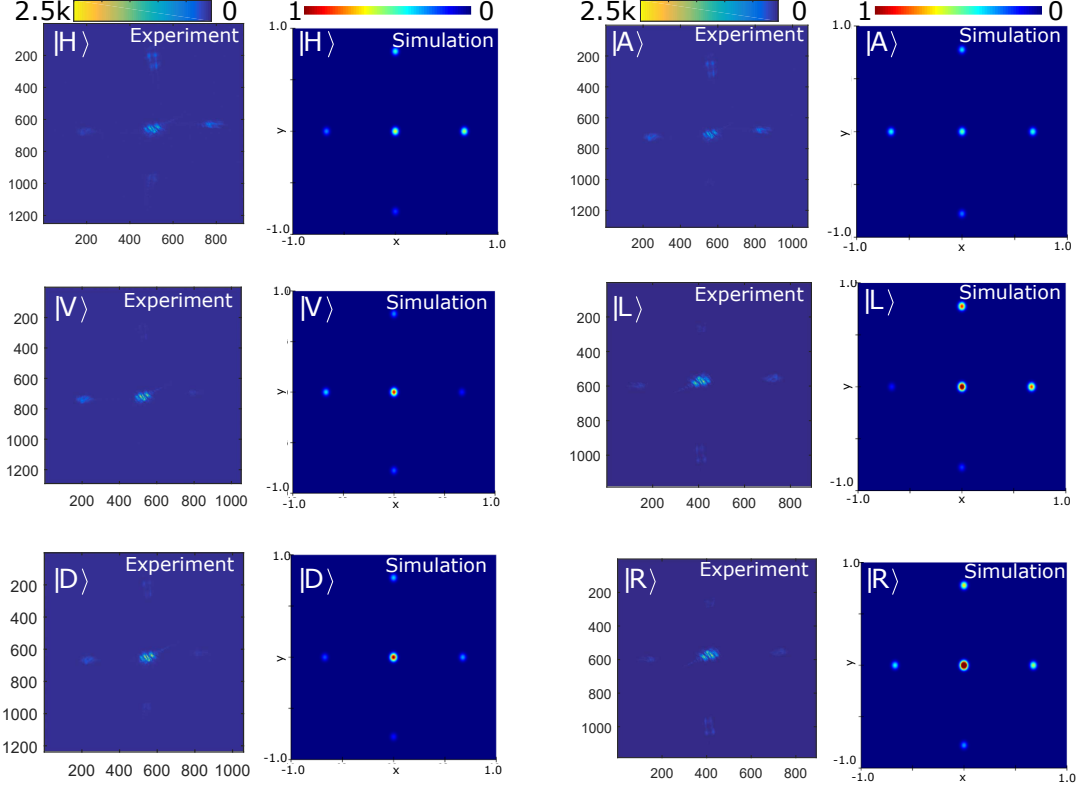 2.5k 0 1 0 2.5k 0 1 0
|H⟩ Experiment
200
400
600
800
1000
1200
200 400 600 800
|H⟩ Simulation
1.0
y
-1.0
-1.0 x 1.0
|A⟩ Experiment
200
400
600
800
1000
1200
200 400 600 800 1000
|A⟩ Simulation
1.0
y
-1.0
-1.0 x 1.0
|V⟩ Experiment
200
400
600
800
1000
1200
200 400 600 800 1000
|V⟩ Simulation
1.0
y
-1.0
-1.0 x 1.0
|L⟩ Experiment
200
400
600
800
1000
200 400 600 800
|L⟩ Simulation
1.0
y
-1.0
-1.0 x 1.0
|D⟩ Experiment
200
400
600
800
1000
1200
200 400 600 800 1000
|D⟩ Simulation
1.0
y
-1.0
-1.0 x 1.0
|R⟩ Experiment
200
400
600
800
1000
200 400 600 800
|R⟩ Simulation
1.0
y
-1.0
-1.0 x 1.0